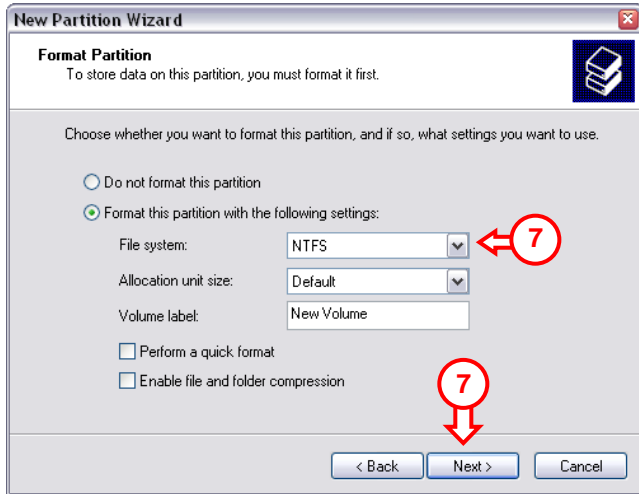 New Partition Wizard
Format Partition
To store data on this partition, you must format it first.
Choose whether you want to format this partition, and if so, what settings you want to use.
Do not format this partition
Format this partition with the following settings:
File system: NTFS 7
Allocation unit size: Default
Volume label: New Volume
Perform a quick format
Enable file and folder compression
7
< Back Next > Cancel